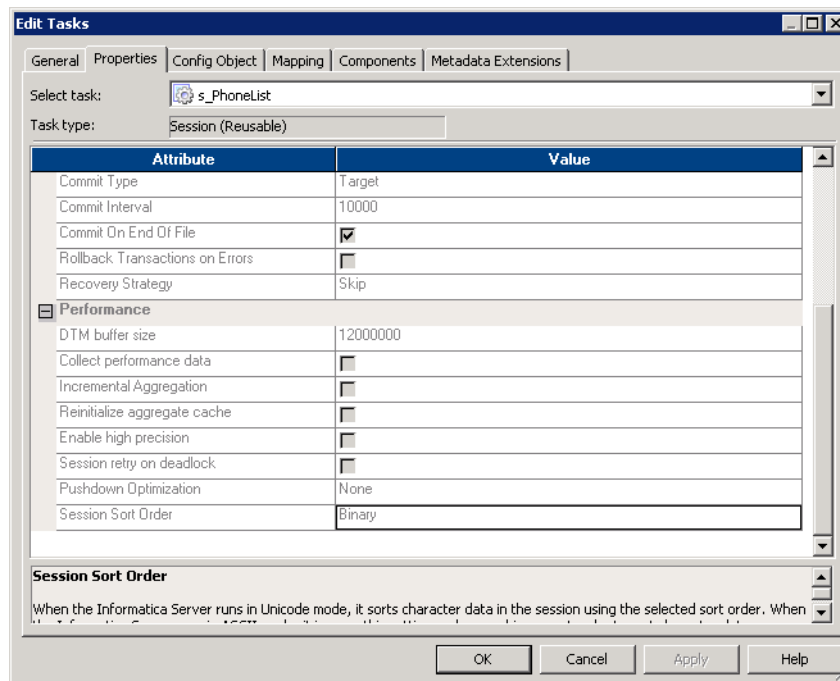 Edit Tasks
General Properties Config Object Mapping Components Metadata Extensions
Select task: s_PhoneList
Task type: Session (Reusable)
Attribute Value
Commit Type Target
Commit Interval 10000
Commit On End Of File
Rollback Transactions on Errors
Recovery Strategy Skip
Performance
DTM buffer size 12000000
Collect performance data
Incremental Aggregation
Reinitialize aggregate cache
Enable high precision
Session retry on deadlock
Pushdown Optimization None
Session Sort Order Binary
Session Sort Order
When the Informatica Server runs in Unicode mode, it sorts character data in the session using the selected sort order. When
OK Cancel Apply Help